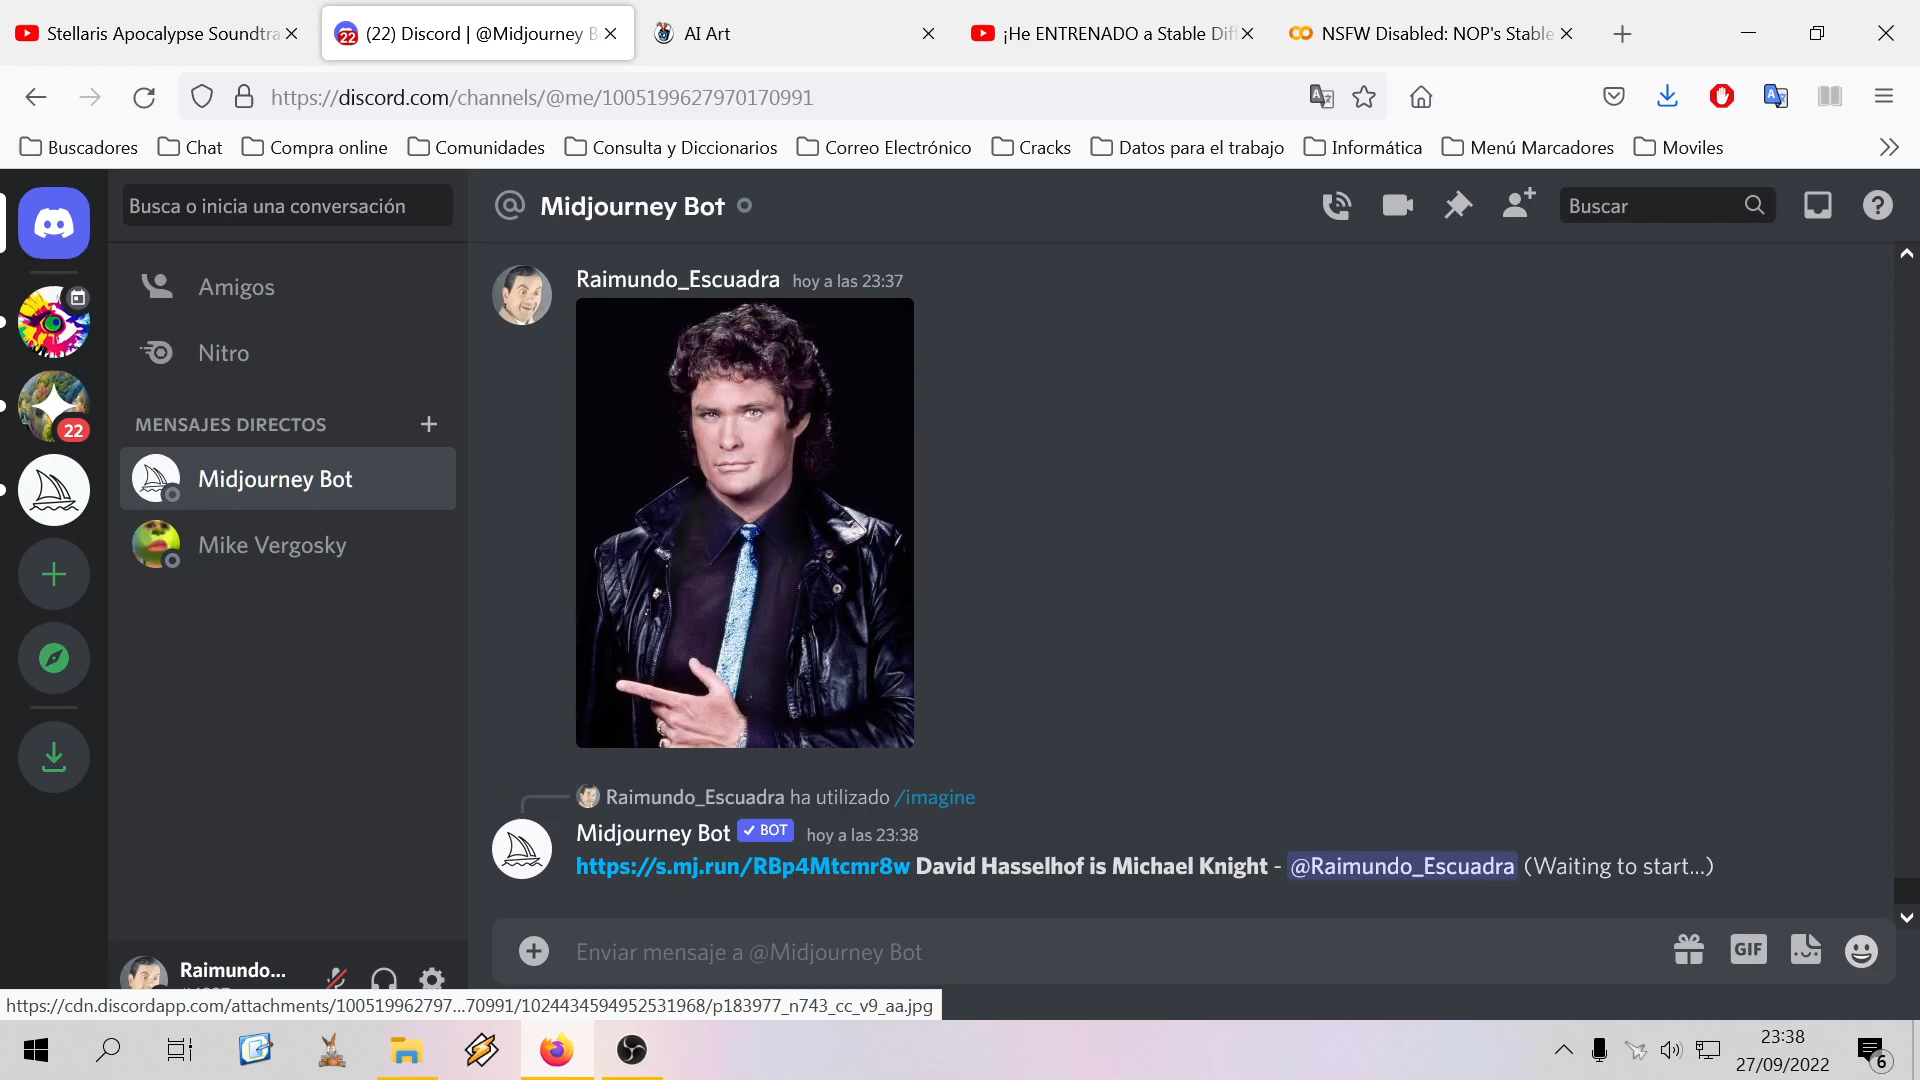 Stellaris Apocalypse Soundtra
(22) Discord | @Midjourney B
AI Art
¡He ENTRENADO a Stable Diff
NSFW Disabled: NOP's Stable
https://discord.com/channels/@me/1005199627970170991
Buscadores
Chat
Compra online
Comunidades
Consulta y Diccionarios
Correo Electrónico
Cracks
Datos para el trabajo
Informática
Menú Marcadores
Moviles
Busca o inicia una conversación
Midjourney Bot
Buscar
Amigos
Nitro
MENSAJES DIRECTOS
Midjourney Bot
Mike Vergosky
22
Raimundo_Escuadra hoy a las 23:37
Raimundo_Escuadra ha utilizado /imagine
Midjourney Bot BOT hoy a las 23:38
https://s.mj.run/RBp4Mtcmr8w David Hasselhof is Michael Knight - @Raimundo_Escuadra (Waiting to start...)
Enviar mensaje a @Midjourney Bot
GIF
Raimundo...
https://cdn.discordapp.com/attachments/100519962797...70991/1024434594952531968/p183977_n743_cc_v9_aa.jpg
23:38
27/09/2022
6